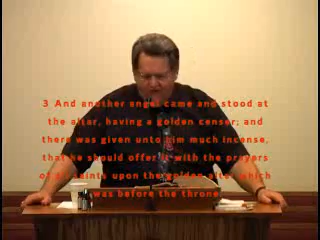 3 And another angel came and stood at
the altar, having a golden censer; and
there was given unto him much incense,
that he should offer it with the prayers
of all saints upon the golden altar which
was before the throne.